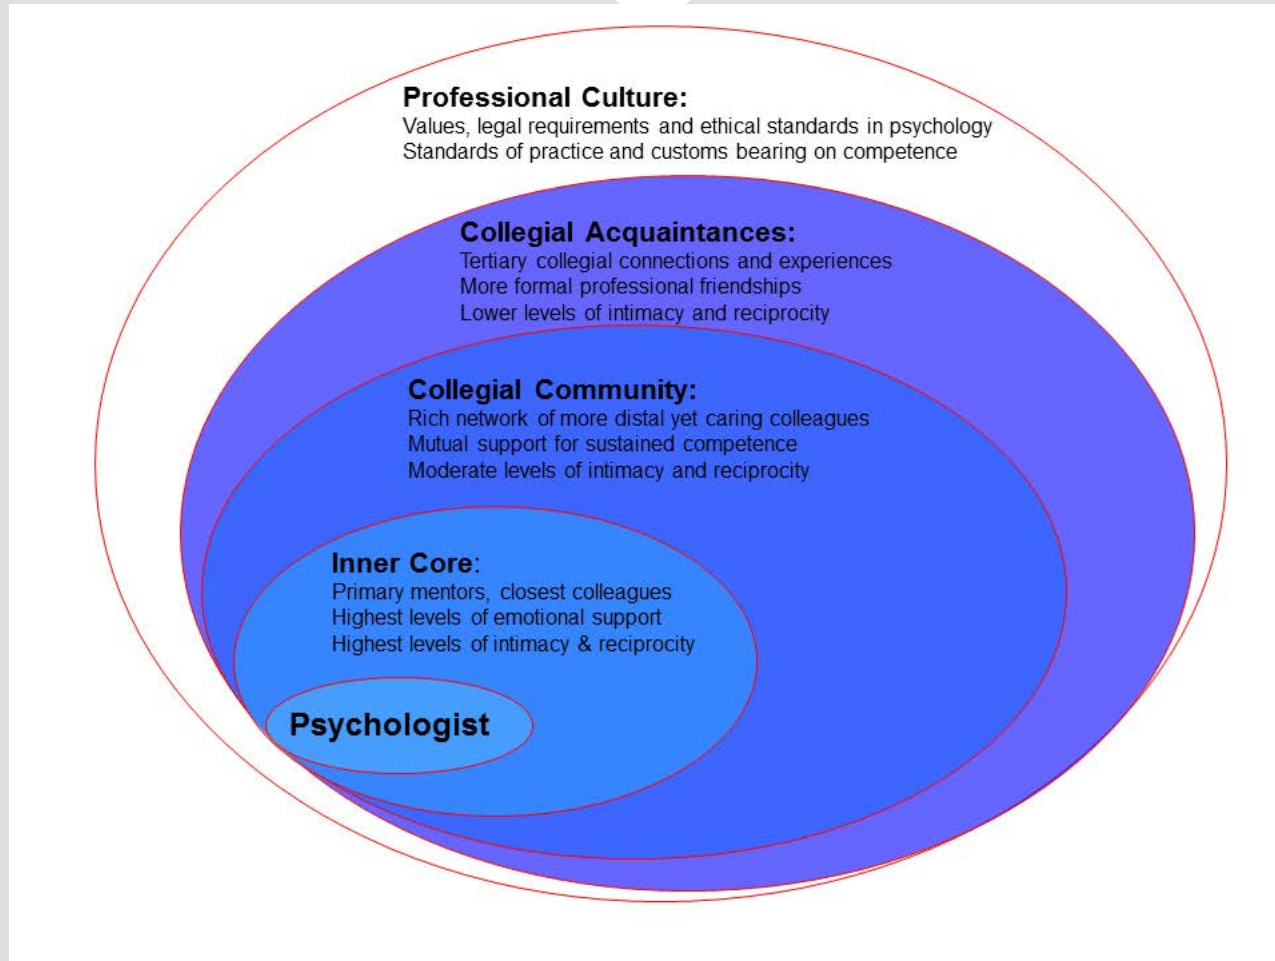 Professional Culture:
Values, legal requirements and ethical standards in psychology
Standards of practice and customs bearing on competence
Collegial Acquaintances:
Tertiary collegial connections and experiences
More formal professional friendships
Lower levels of intimacy and reciprocity
Collegial Community:
Rich network of more distal yet caring colleagues
Mutual support for sustained competence
Moderate levels of intimacy and reciprocity
Inner Core:
Primary mentors, closest colleagues
Highest levels of emotional support
Highest levels of intimacy & reciprocity
Psychologist